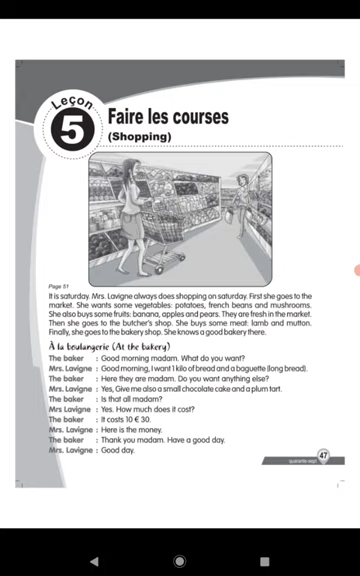 Leçon
5
Faire les courses
(Shopping)
Page 51
It is saturday. Mrs. Lavigne always does shopping on saturday. First she goes to the
market. She wants some vegetables: potatoes, french beans and mushrooms.
She also buys some fruits: banana, apples and pears. They are fresh in the market.
Then she goes to the butcher's shop. She buys some meat: lamb and mutton.
Finally, she goes to the bakery shop. She knows a good bakery there.
À la boulangerie (At the bakery)
The baker : Good morning madam. What do you want?
Mrs. Lavigne : Good morning, I want 1 kilo of bread and a baguette (long bread).
The baker : Here they are madam. Do you want anything else?
Mrs. Lavigne : Yes, Give me also a small chocolate cake and a plum tart.
The baker : Is that all madam?
Mrs Lavigne : Yes. How much does it cost?
The baker : It costs 10 € 30.
Mrs. Lavigne : Here is the money.
The baker : Thank you madam. Have a good day.
Mrs. Lavigne : Good day.
quarante-sept 47